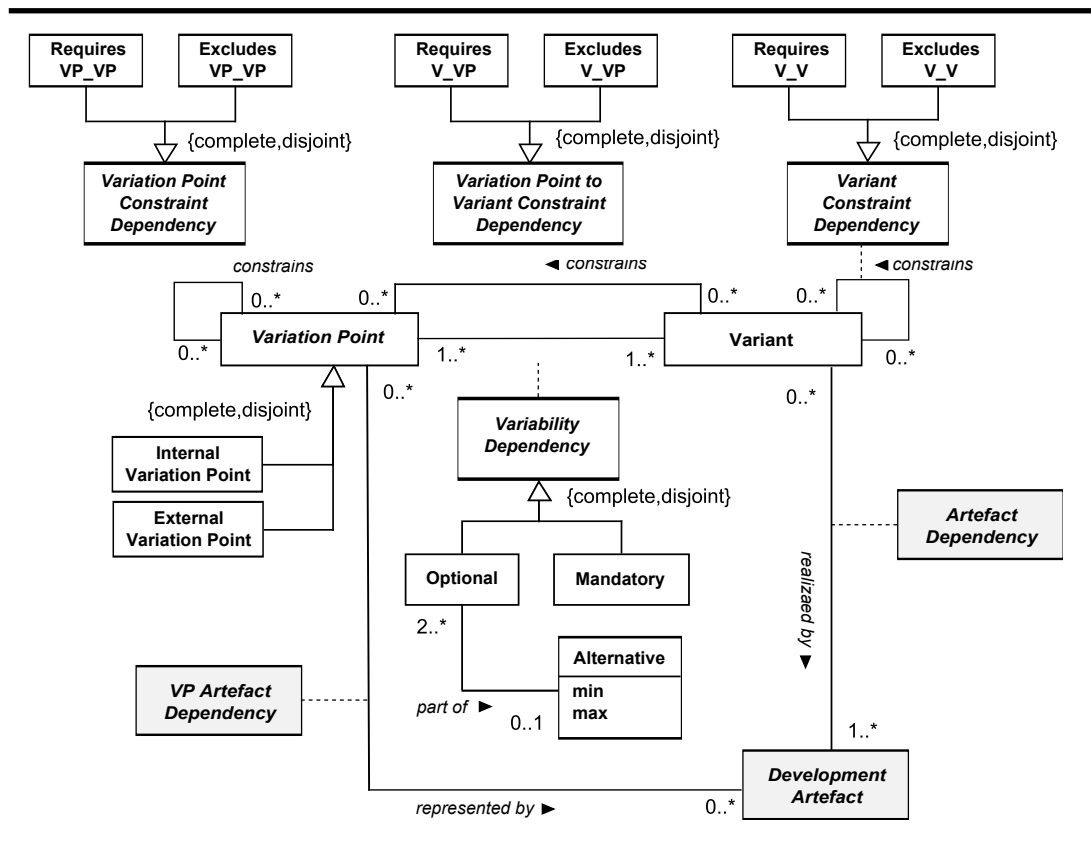 Requires
VP_VP
Excludes
VP_VP
Requires
V_VP
Excludes
V_VP
Requires
V_V
Excludes
V_V
{complete,disjoint}
{complete,disjoint}
{complete,disjoint}
Variation Point
Constraint
Dependency
Variation Point to
Variant Constraint
Dependency
Variant
Constraint
Dependency
constrains
◄ constrains
◄ constrains
0..*
0..*
0..*
0..*
Variation Point
Variant
0..*
1..*
1..*
0..*
0..*
0..*
{complete,disjoint}
Variability
Dependency
Internal
Variation Point
External
Variation Point
{complete,disjoint}
Artefact
Dependency
Optional
Mandatory
realizaed by ►
2..*
Alternative
min
max
VP Artefact
Dependency
part of ►
0..1
1..*
Development
Artefact
represented by ►
0..*